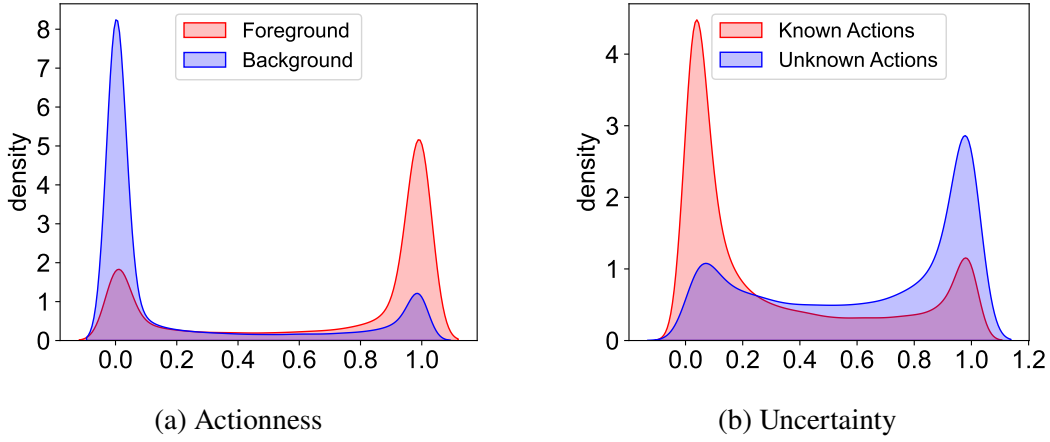 Foreground
Background
density
8
7
6
5
4
3
2
1
0
0.0 0.2 0.4 0.6 0.8 1.0
(a) Actionness
Known Actions
Unknown Actions
density
4
3
2
1
0
0.0 0.2 0.4 0.6 0.8 1.0 1.2
(b) Uncertainty